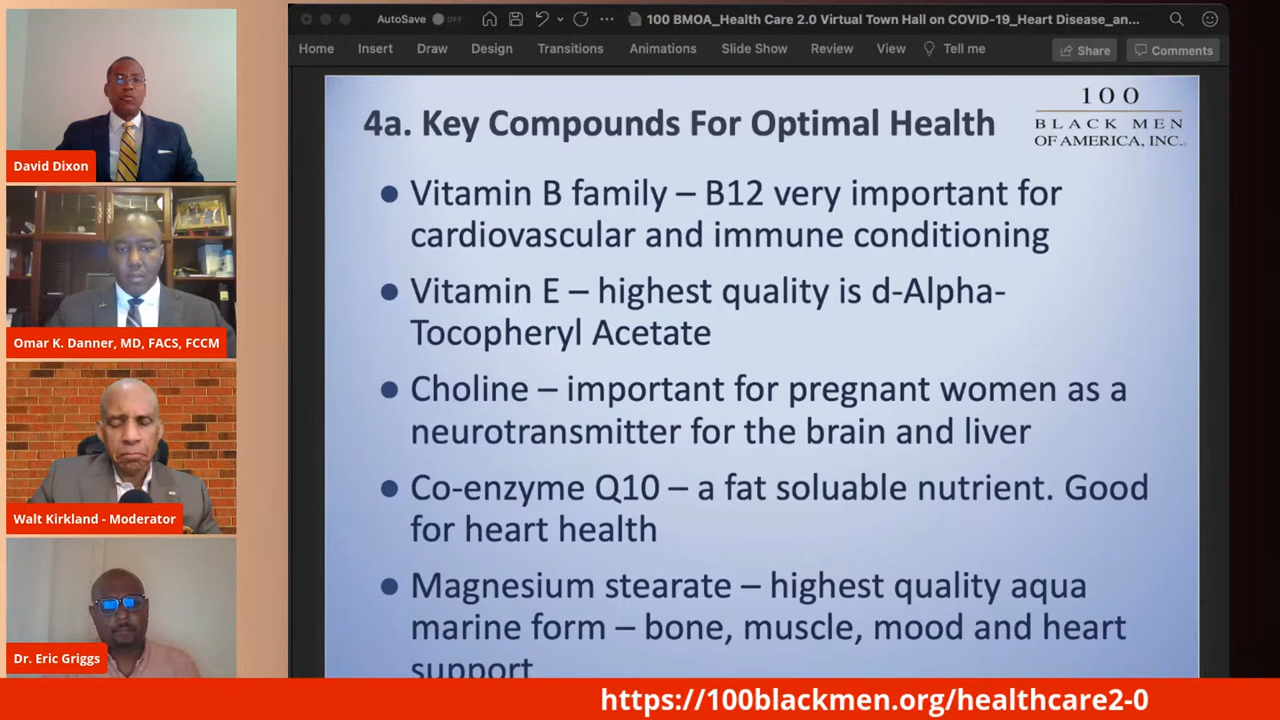 AutoSave OFF
100 BMOA_Health Care 2.0 Virtual Town Hall on COVID-19_Heart Disease_an...
Home Insert Draw Design Transitions Animations Slide Show Review View Tell me Share Comments
4a. Key Compounds For Optimal Health
100
BLACK MEN
OF AMERICA, INC.
• Vitamin B family – B12 very important for
cardiovascular and immune conditioning
• Vitamin E – highest quality is d-Alpha-
Tocopheryl Acetate
• Choline – important for pregnant women as a
neurotransmitter for the brain and liver
• Co-enzyme Q10 – a fat soluable nutrient. Good
for heart health
• Magnesium stearate – highest quality aqua
marine form – bone, muscle, mood and heart
support
David Dixon
Omar K. Danner, MD, FACS, FCCM
Walt Kirkland - Moderator
Dr. Eric Griggs
https://100blackmen.org/healthcare2-0